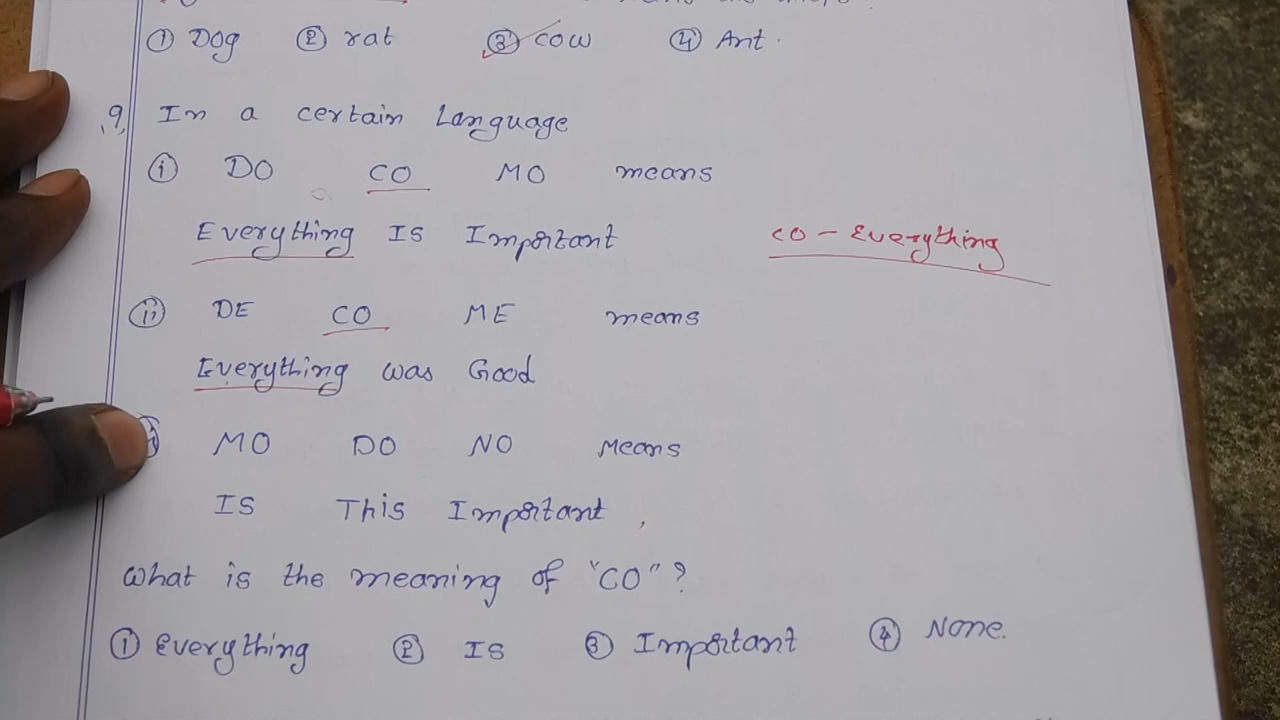 ① Dog ② rat ③ cow ④ Ant.
9, In a certain Language
(i) DO CO MO means
Everything IS Important CO - Everything
(ii) DE CO ME means
Everything was Good
MO DO NO Means
IS This Important,
What is the meaning of "CO"?
① Everything ② IS ③ Important ④ None.